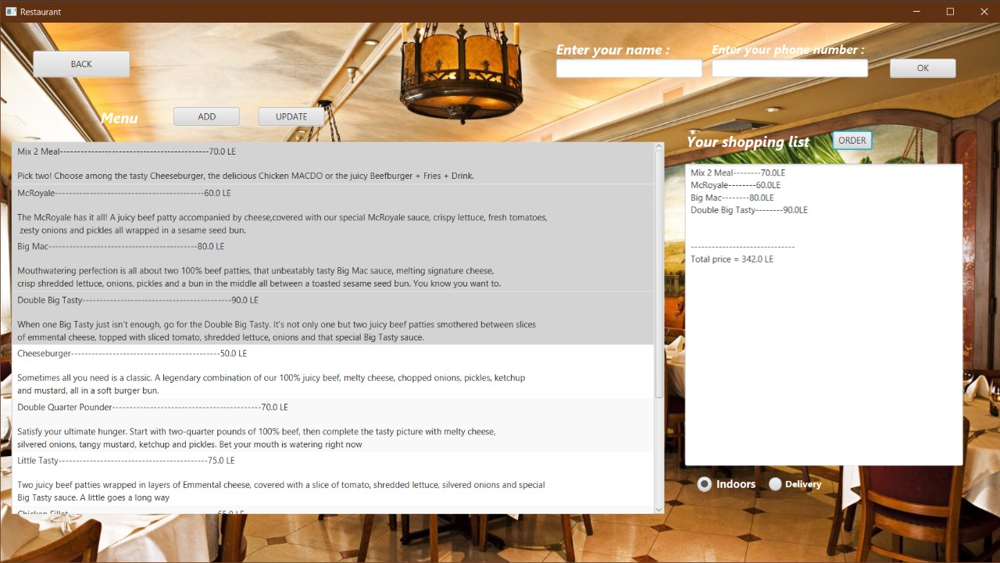 Restaurant
BACK
Enter your name :
Enter your phone number :
OK
Menu
ADD
UPDATE
Mix 2 Meal-------------------------------------------70.0 LE
Pick two! Choose among the tasty Cheeseburger, the delicious Chicken MACDO or the juicy Beefburger + Fries + Drink.
McRoyale-------------------------------------------60.0 LE
The McRoyale has it all! A juicy beef patty accompanied by cheese,covered with our special McRoyale sauce, crispy lettuce, fresh tomatoes,
zesty onions and pickles all wrapped in a sesame seed bun.
Big Mac-------------------------------------------80.0 LE
Mouthwatering perfection is all about two 100% beef patties, that unbeatably tasty Big Mac sauce, melting signature cheese,
crisp shredded lettuce, onions, pickles and a bun in the middle all between a toasted sesame seed bun. You know you want to.
Double Big Tasty-------------------------------------------90.0 LE
When one Big Tasty just isn't enough, go for the Double Big Tasty. It's not only one but two juicy beef patties smothered between slices
of emmental cheese, topped with sliced tomato, shredded lettuce, onions and that special Big Tasty sauce.
Cheeseburger-------------------------------------------50.0 LE
Sometimes all you need is a classic. A legendary combination of our 100% juicy beef, melty cheese, chopped onions, pickles, ketchup
and mustard, all in a soft burger bun.
Double Quarter Pounder-------------------------------------------70.0 LE
Satisfy your ultimate hunger. Start with two-quarter pounds of 100% beef, then complete the tasty picture with melty cheese,
silvered onions, tangy mustard, ketchup and pickles. Bet your mouth is watering right now
Little Tasty-------------------------------------------75.0 LE
Two juicy beef patties wrapped in layers of Emmental cheese, covered with a slice of tomato, shredded lettuce, silvered onions and special
Big Tasty sauce. A little goes a long way
Chicken Fillet-------------------------------------------65.0 LE
Your shopping list
ORDER
Mix 2 Meal--------70.0LE
McRoyale--------60.0LE
Big Mac--------80.0LE
Double Big Tasty--------90.0LE
------------------------------
Total price = 342.0 LE
Indoors
Delivery